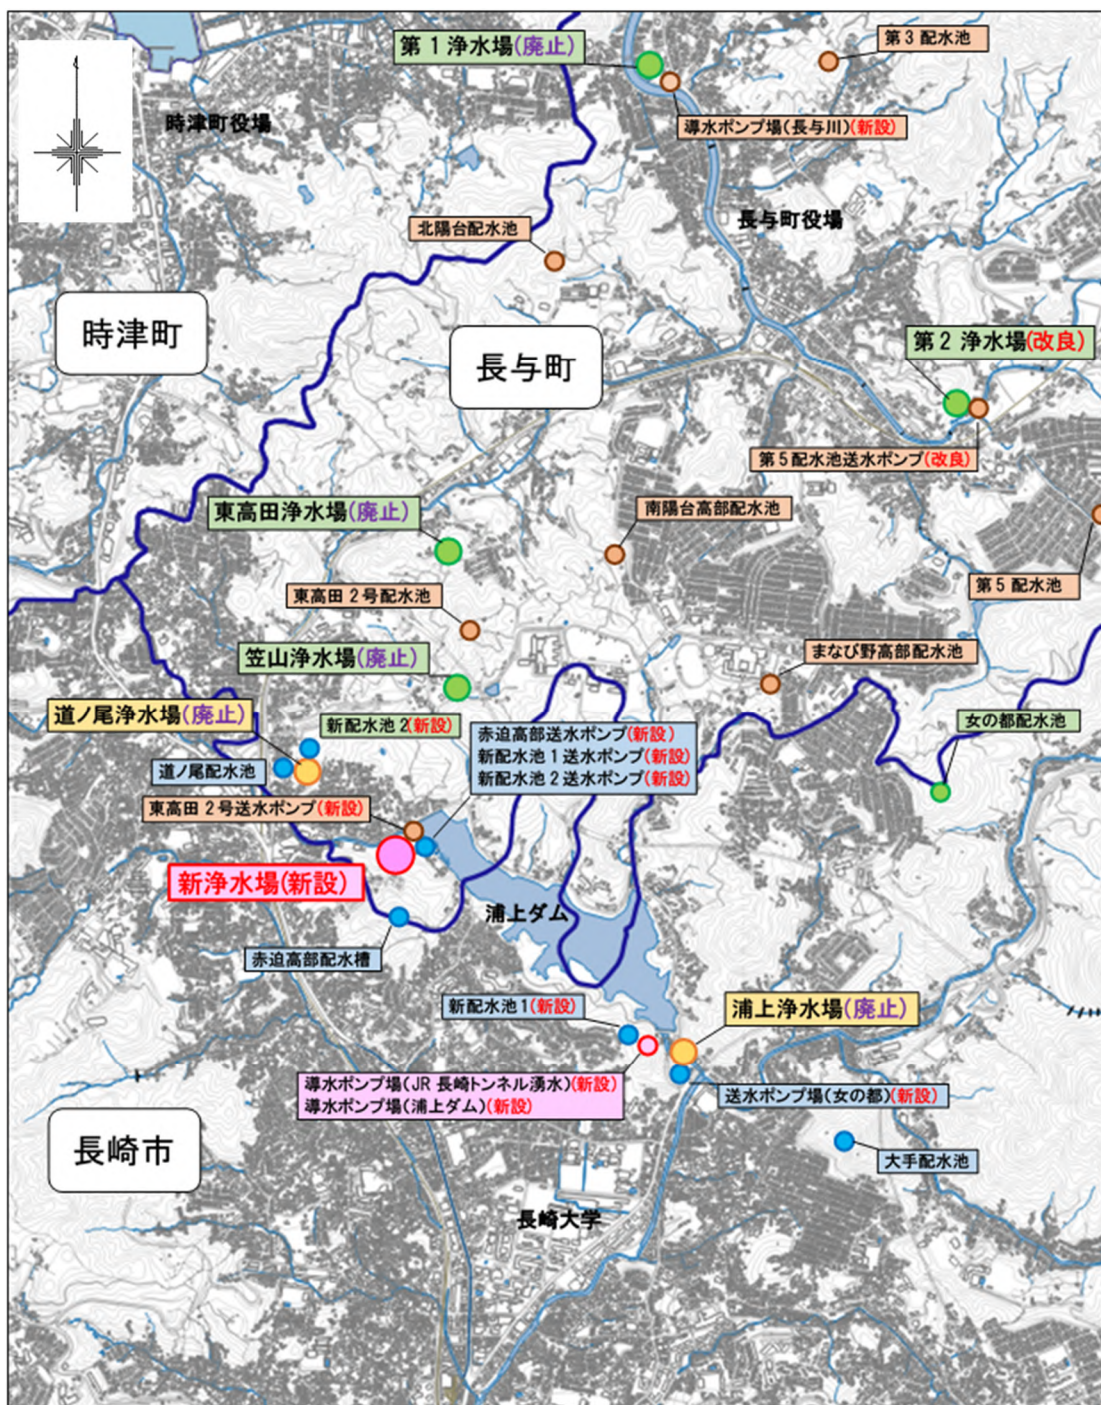 第1浄水場(廃止)
第3配水池
時津町役場
導水ポンプ場(長与川)(新設)
長与町役場
北陽台配水池
時津町
第2 浄水場(改良)
長与町
第5配水池送水ポンプ(改良)
東高田浄水場(廃止)
南陽台高部配水池
第5配水池
東高田2号配水池
笠山浄水場(廃止)
まなび野高部配水池
道ノ尾浄水場(廃止)
新配水池2(新設)
女の都配水池
赤迫高部送水ポンプ(新設)
新配水池1送水ポンプ(新設)
新配水池2送水ポンプ(新設)
道ノ尾配水池
東高田2号送水ポンプ(新設)
新浄水場(新設)
浦上ダム
赤迫高部配水槽
新配水池1(新設)
浦上浄水場(廃止)
導水ポンプ場(JR長崎トンネル湧水)(新設)
導水ポンプ場(浦上ダム)(新設)
送水ポンプ場(女の都)(新設)
長崎市
大手配水池
長崎大学